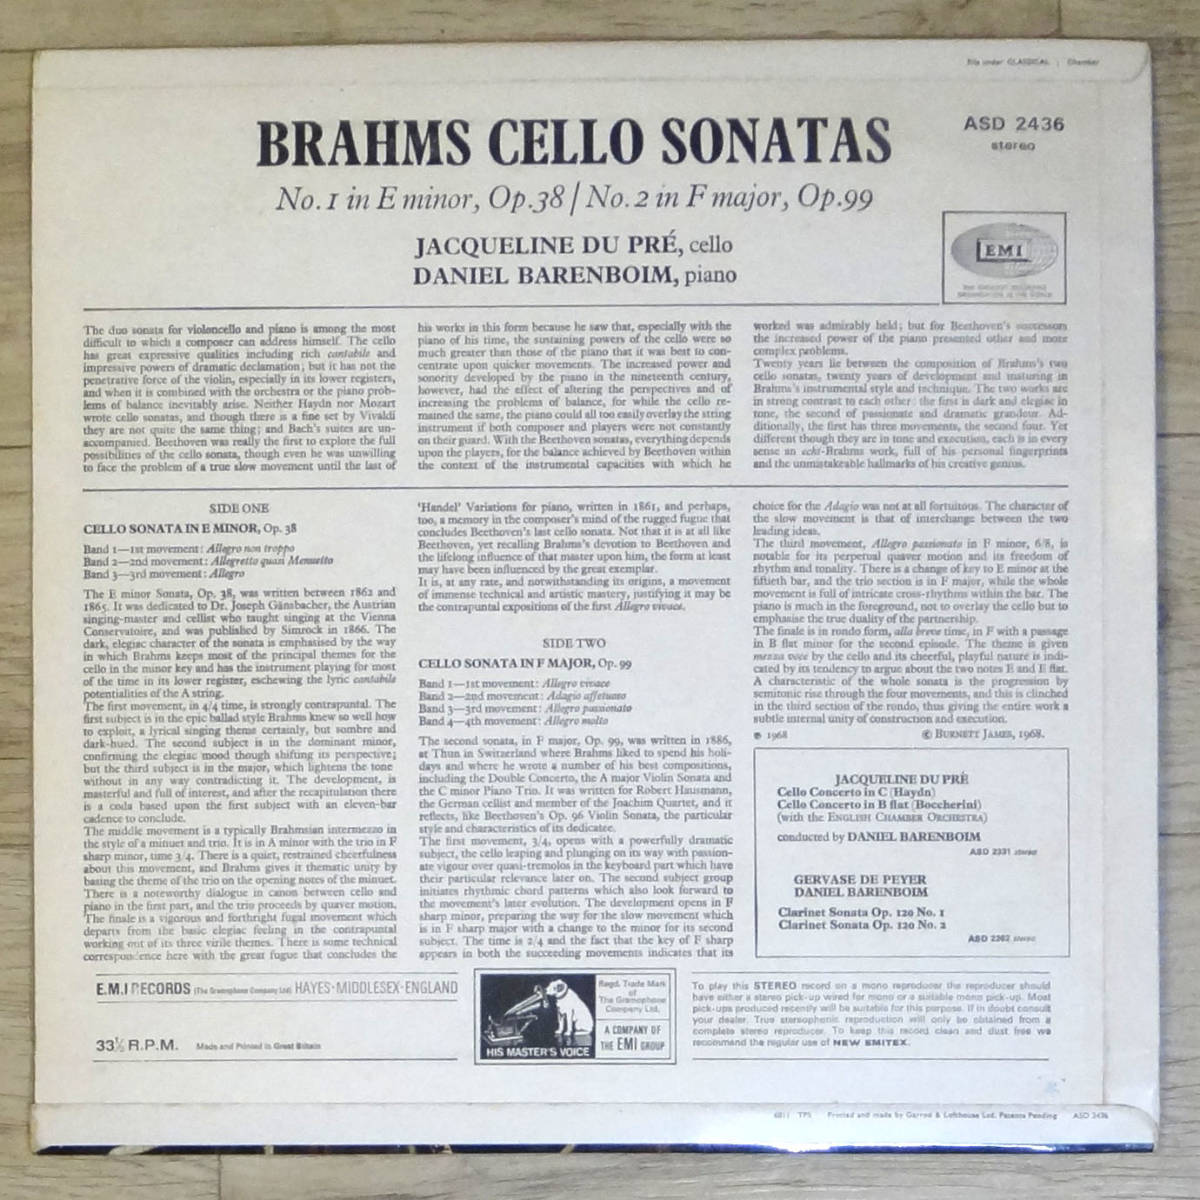 File under CLASSICAL : Chamber
BRAHMS CELLO SONATAS
ASD 2436
stereo
No. 1 in E minor, Op. 38 / No. 2 in F major, Op. 99
JACQUELINE DU PRÉ, cello
DANIEL BARENBOIM, piano
EMI
THE GREATEST RECORDING
ORGANISATION IN THE WORLD
The duo sonata for violoncello and piano is among the most
difficult to which a composer can address himself. The cello
has great expressive qualities including rich cantabile and
impressive powers of dramatic declamation; but it has not the
penetrative force of the violin, especially in its lower registers,
and when it is combined with the orchestra or the piano prob-
lems of balance inevitably arise. Neither Haydn nor Mozart
wrote cello sonatas, and though there is a fine set by Vivaldi
they are not quite the same thing; and Bach's suites are un-
accompanied. Beethoven was really the first to explore the full
possibilities of the cello sonata, though even he was unwilling
to face the problem of a true slow movement until the last of
his works in this form because he saw that, especially with the
piano of his time, the sustaining powers of the cello were so
much greater than those of the piano that it was best to con-
centrate upon quicker movements. The increased power and
sonority developed by the piano in the nineteenth century,
however, had the effect of altering the perspectives and of
increasing the problems of balance, for while the cello re-
mained the same, the piano could all too easily overlay the string
instrument if both composer and players were not constantly
on their guard. With the Beethoven sonatas, everything depends
upon the players, for the balance achieved by Beethoven within
the context of the instrumental capacities with which he
worked was admirably held; but for Beethoven's successors
the increased power of the piano presented other and more
complex problems.
Twenty years lie between the composition of Brahms's two
cello sonatas, twenty years of development and maturing in
Brahms's instrumental style and technique. The two works are
in strong contrast to each other: the first is dark and elegiac in
tone, the second of passionate and dramatic grandeur. Ad-
ditionally, the first has three movements, the second four. Yet
different though they are in tone and execution, each is in every
sense an echt-Brahms work, full of his personal fingerprints
and the unmistakeable hallmarks of his creative genius.
SIDE ONE
CELLO SONATA IN E MINOR, Op. 38
Band 1—1st movement: Allegro non troppo
Band 2—2nd movement: Allegretto quasi Menuetto
Band 3—3rd movement: Allegro
The E minor Sonata, Op. 38, was written between 1862 and
1865. It was dedicated to Dr. Joseph Gänsbacher, the Austrian
singing-master and cellist who taught singing at the Vienna
Conservatoire, and was published by Simrock in 1866. The
dark, elegiac character of the sonata is emphasised by the way
in which Brahms keeps most of the principal themes for the
cello in the minor key and has the instrument playing for most
of the time in its lower register, eschewing the lyric cantabile
potentialities of the A string.
The first movement, in 4/4 time, is strongly contrapuntal. The
first subject is in the epic ballad style Brahms knew so well how
to exploit, a lyrical singing theme certainly, but sombre and
dark-hued. The second subject is in the dominant minor,
confirming the elegiac mood though shifting its perspective;
but the third subject is in the major, which lightens the tone
without in any way contradicting it. The development, is
masterful and full of interest, and after the recapitulation there
is a coda based upon the first subject with an eleven-bar
cadence to conclude.
The middle movement is a typically Brahmsian intermezzo in
the style of a minuet and trio. It is in A minor with the trio in F
sharp minor, time 3/4. There is a quiet, restrained cheerfulness
about this movement, and Brahms gives it thematic unity by
basing the theme of the trio on the opening notes of the minuet.
There is a noteworthy dialogue in canon between cello and
piano in the first part, and the trio proceeds by quaver motion.
The finale is a vigorous and forthright fugal movement which
departs from the basic elegiac feeling in the contrapuntal
working out of its three virile themes. There is some technical
correspondence here with the great fugue that concludes the
'Handel' Variations for piano, written in 1861, and perhaps,
too, a memory in the composer's mind of the rugged fugue that
concludes Beethoven's last cello sonata. Not that it is at all like
Beethoven, yet recalling Brahms's devotion to Beethoven and
the lifelong influence of that master upon him, the form at least
may have been influenced by the great exemplar.
It is, at any rate, and notwithstanding its origins, a movement
of immense technical and artistic mastery, justifying it may be
the contrapuntal expositions of the first Allegro vivace.
SIDE TWO
CELLO SONATA IN F MAJOR, Op. 99
Band 1—1st movement: Allegro vivace
Band 2—2nd movement: Adagio affetuoso
Band 3—3rd movement: Allegro passionato
Band 4—4th movement: Allegro molto
The second sonata, in F major, Op. 99, was written in 1886,
at Thun in Switzerland where Brahms liked to spend his holi-
days and where he wrote a number of his best compositions,
including the Double Concerto, the A major Violin Sonata and
the C minor Piano Trio. It was written for Robert Hausmann,
the German cellist and member of the Joachim Quartet, and it
reflects, like Beethoven's Op. 96 Violin Sonata, the particular
style and characteristics of its dedicatee.
The first movement, 3/4, opens with a powerfully dramatic
subject, the cello leaping and plunging on its way with passion-
ate vigour over quasi-tremolos in the keyboard part which have
their particular relevance later on. The second subject group
initiates rhythmic chord patterns which also look forward to
the movement's later evolution. The development opens in F
sharp minor, preparing the way for the slow movement which
is in F sharp major with a change to the minor for its second
subject. The time is 2/4 and the fact that the key of F sharp
appears in both the succeeding movements indicates that its
choice for the Adagio was not at all fortuitous. The character of
the slow movement is that of interchange between the two
leading ideas.
The third movement, Allegro passionato in F minor, 6/8, is
notable for its perpetual quaver motion and its freedom of
rhythm and tonality. There is a change of key to E minor at the
fiftieth bar, and the trio section is in F major, while the whole
movement is full of intricate cross-rhythms within the bar. The
piano is much in the foreground, not to overlay the cello but to
emphasise the true duality of the partnership.
The finale is in rondo form, alla breve time, in F with a passage
in B flat minor for the second episode. The theme is given
mezza voce by the cello and its cheerful, playful nature is indi-
cated by its tendency to argue about the two notes E and E flat.
A characteristic of the whole sonata is the progression by
semitonic rise through the four movements, and this is clinched
in the third section of the rondo, thus giving the entire work a
subtle internal unity of construction and execution.
℗ 1968 © BURNETT JAMES, 1968.
JACQUELINE DU PRÉ
Cello Concerto in C (Haydn)
Cello Concerto in B flat (Boccherini)
(with the ENGLISH CHAMBER ORCHESTRA)
conducted by DANIEL BARENBOIM
ASD 2331 stereo
GERVASE DE PEYER
DANIEL BARENBOIM
Clarinet Sonata Op. 120 No. 1
Clarinet Sonata Op. 120 No. 2
ASD 2362 stereo
E.M.I RECORDS (The Gramophone Company Ltd) HAYES·MIDDLESEX·ENGLAND
33⅓ R.P.M. Made and Printed in Great Britain
HIS MASTER'S VOICE
Regd. Trade Mark
of
The Gramophone
Company Ltd.
A COMPANY OF
THE EMI GROUP
To play this STEREO record on a mono reproducer the reproducer should
have either a stereo pick-up wired for mono or a suitable mono pick-up. Most
pick-ups produced recently will be suitable for this purpose. If in doubt consult
your dealer. True stereophonic reproduction will only be obtained from a
complete stereo reproducer. To keep this record clean and dust free we
recommend the regular use of NEW EMITEX.
6811 TPS Printed and made by Garrod & Lofthouse Ltd. Patents Pending ASD 2436